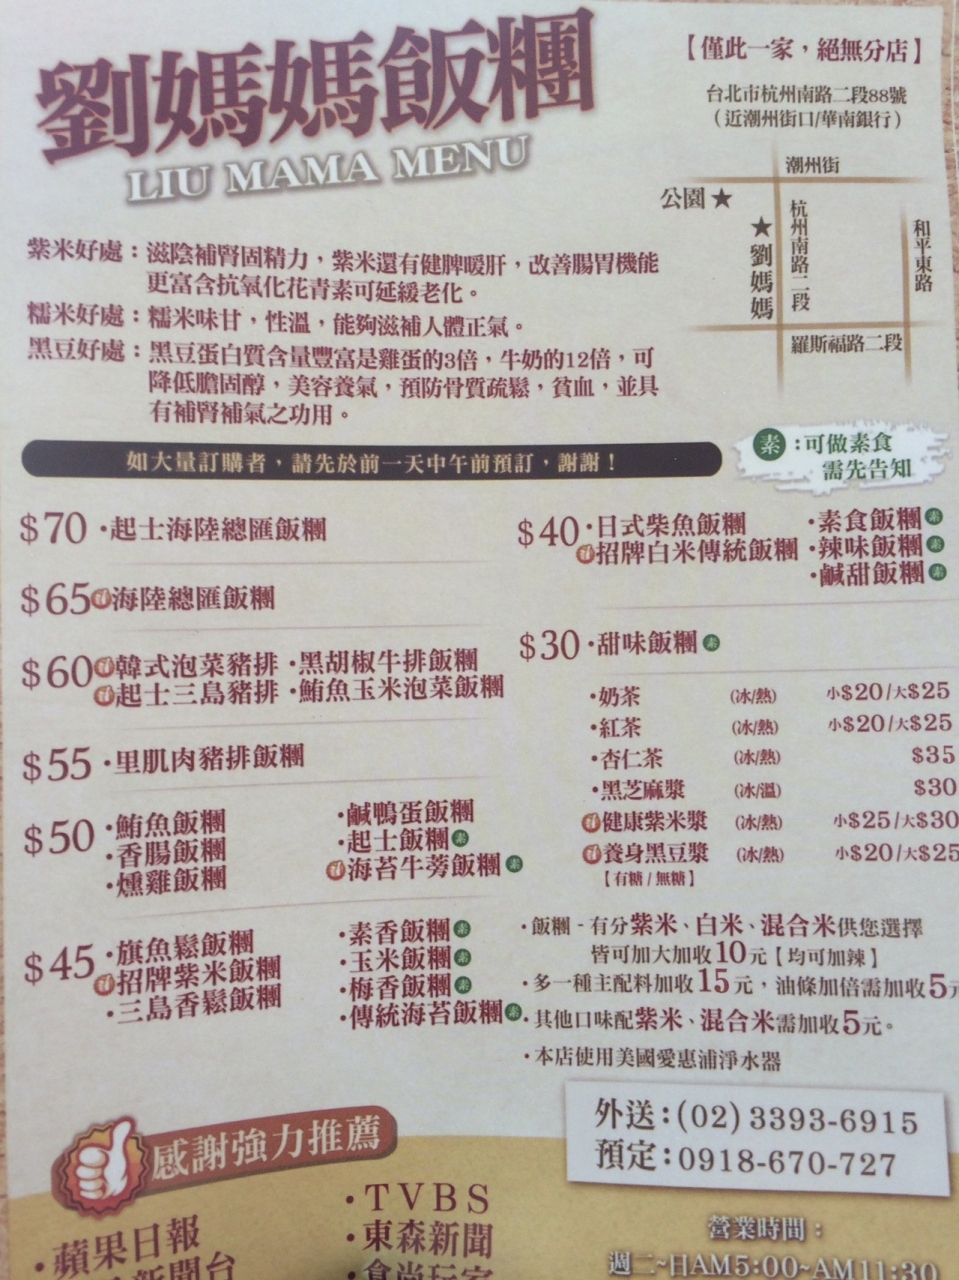 劉媽媽飯糰
LIU MAMA MENU
【僅此一家，絕無分店】
台北市杭州南路二段88號
（近潮州街口/華南銀行）
潮州街
公園★
★劉媽媽
杭州南路二段
和平東路
羅斯福路二段
紫米好處：滋陰補腎固精力，紫米還有健脾暖肝，改善腸胃機能
更富含抗氧化花青素可延緩老化。
糯米好處：糯米味甘，性溫，能夠滋補人體正氣。
黑豆好處：黑豆蛋白質含量豐富是雞蛋的3倍，牛奶的12倍，可
降低膽固醇，美容養氣，預防骨質疏鬆，貧血，並具
有補腎補氣之功用。
如大量訂購者，請先於前一天中午前預訂，謝謝！
素：可做素食
需先告知
$70 ·起士海陸總匯飯糰
$65 海陸總匯飯糰
$60 韓式泡菜豬排 ·黑胡椒牛排飯糰
起士三島豬排 ·鮪魚玉米泡菜飯糰
$55 ·里肌肉豬排飯糰
$50 ·鮪魚飯糰 ·鹹鴨蛋飯糰
·香腸飯糰 ·起士飯糰 素
·燻雞飯糰 海苔牛蒡飯糰 素
$45 ·旗魚鬆飯糰 ·素香飯糰 素
招牌紫米飯糰 ·玉米飯糰 素
·三島香鬆飯糰 ·梅香飯糰 素
·傳統海苔飯糰 素
$40 ·日式柴魚飯糰 ·素食飯糰 素
招牌白米傳統飯糰 ·辣味飯糰 素
·鹹甜飯糰 素
$30 ·甜味飯糰 素
·奶茶 (冰/熱) 小$20/大$25
·紅茶 (冰/熱) 小$20/大$25
·杏仁茶 (冰/熱) $35
·黑芝麻漿 (冰/溫) $30
健康紫米漿 (冰/熱) 小$25/大$30
養身黑豆漿 (冰/熱) 小$20/大$25
【有糖/無糖】
·飯糰－有分紫米、白米、混合米供您選擇
皆可加大加收10元【均可加辣】
·多一種主配料加收15元，油條加倍需加收5元
·其他口味配紫米、混合米需加收5元。
·本店使用美國愛惠浦淨水器
外送：(02) 3393-6915
預定：0918-670-727
感謝強力推薦
·蘋果日報
新聞台
·TVBS
·東森新聞
·食尚玩家
營業時間：
週二~日AM5:00~AM11:30